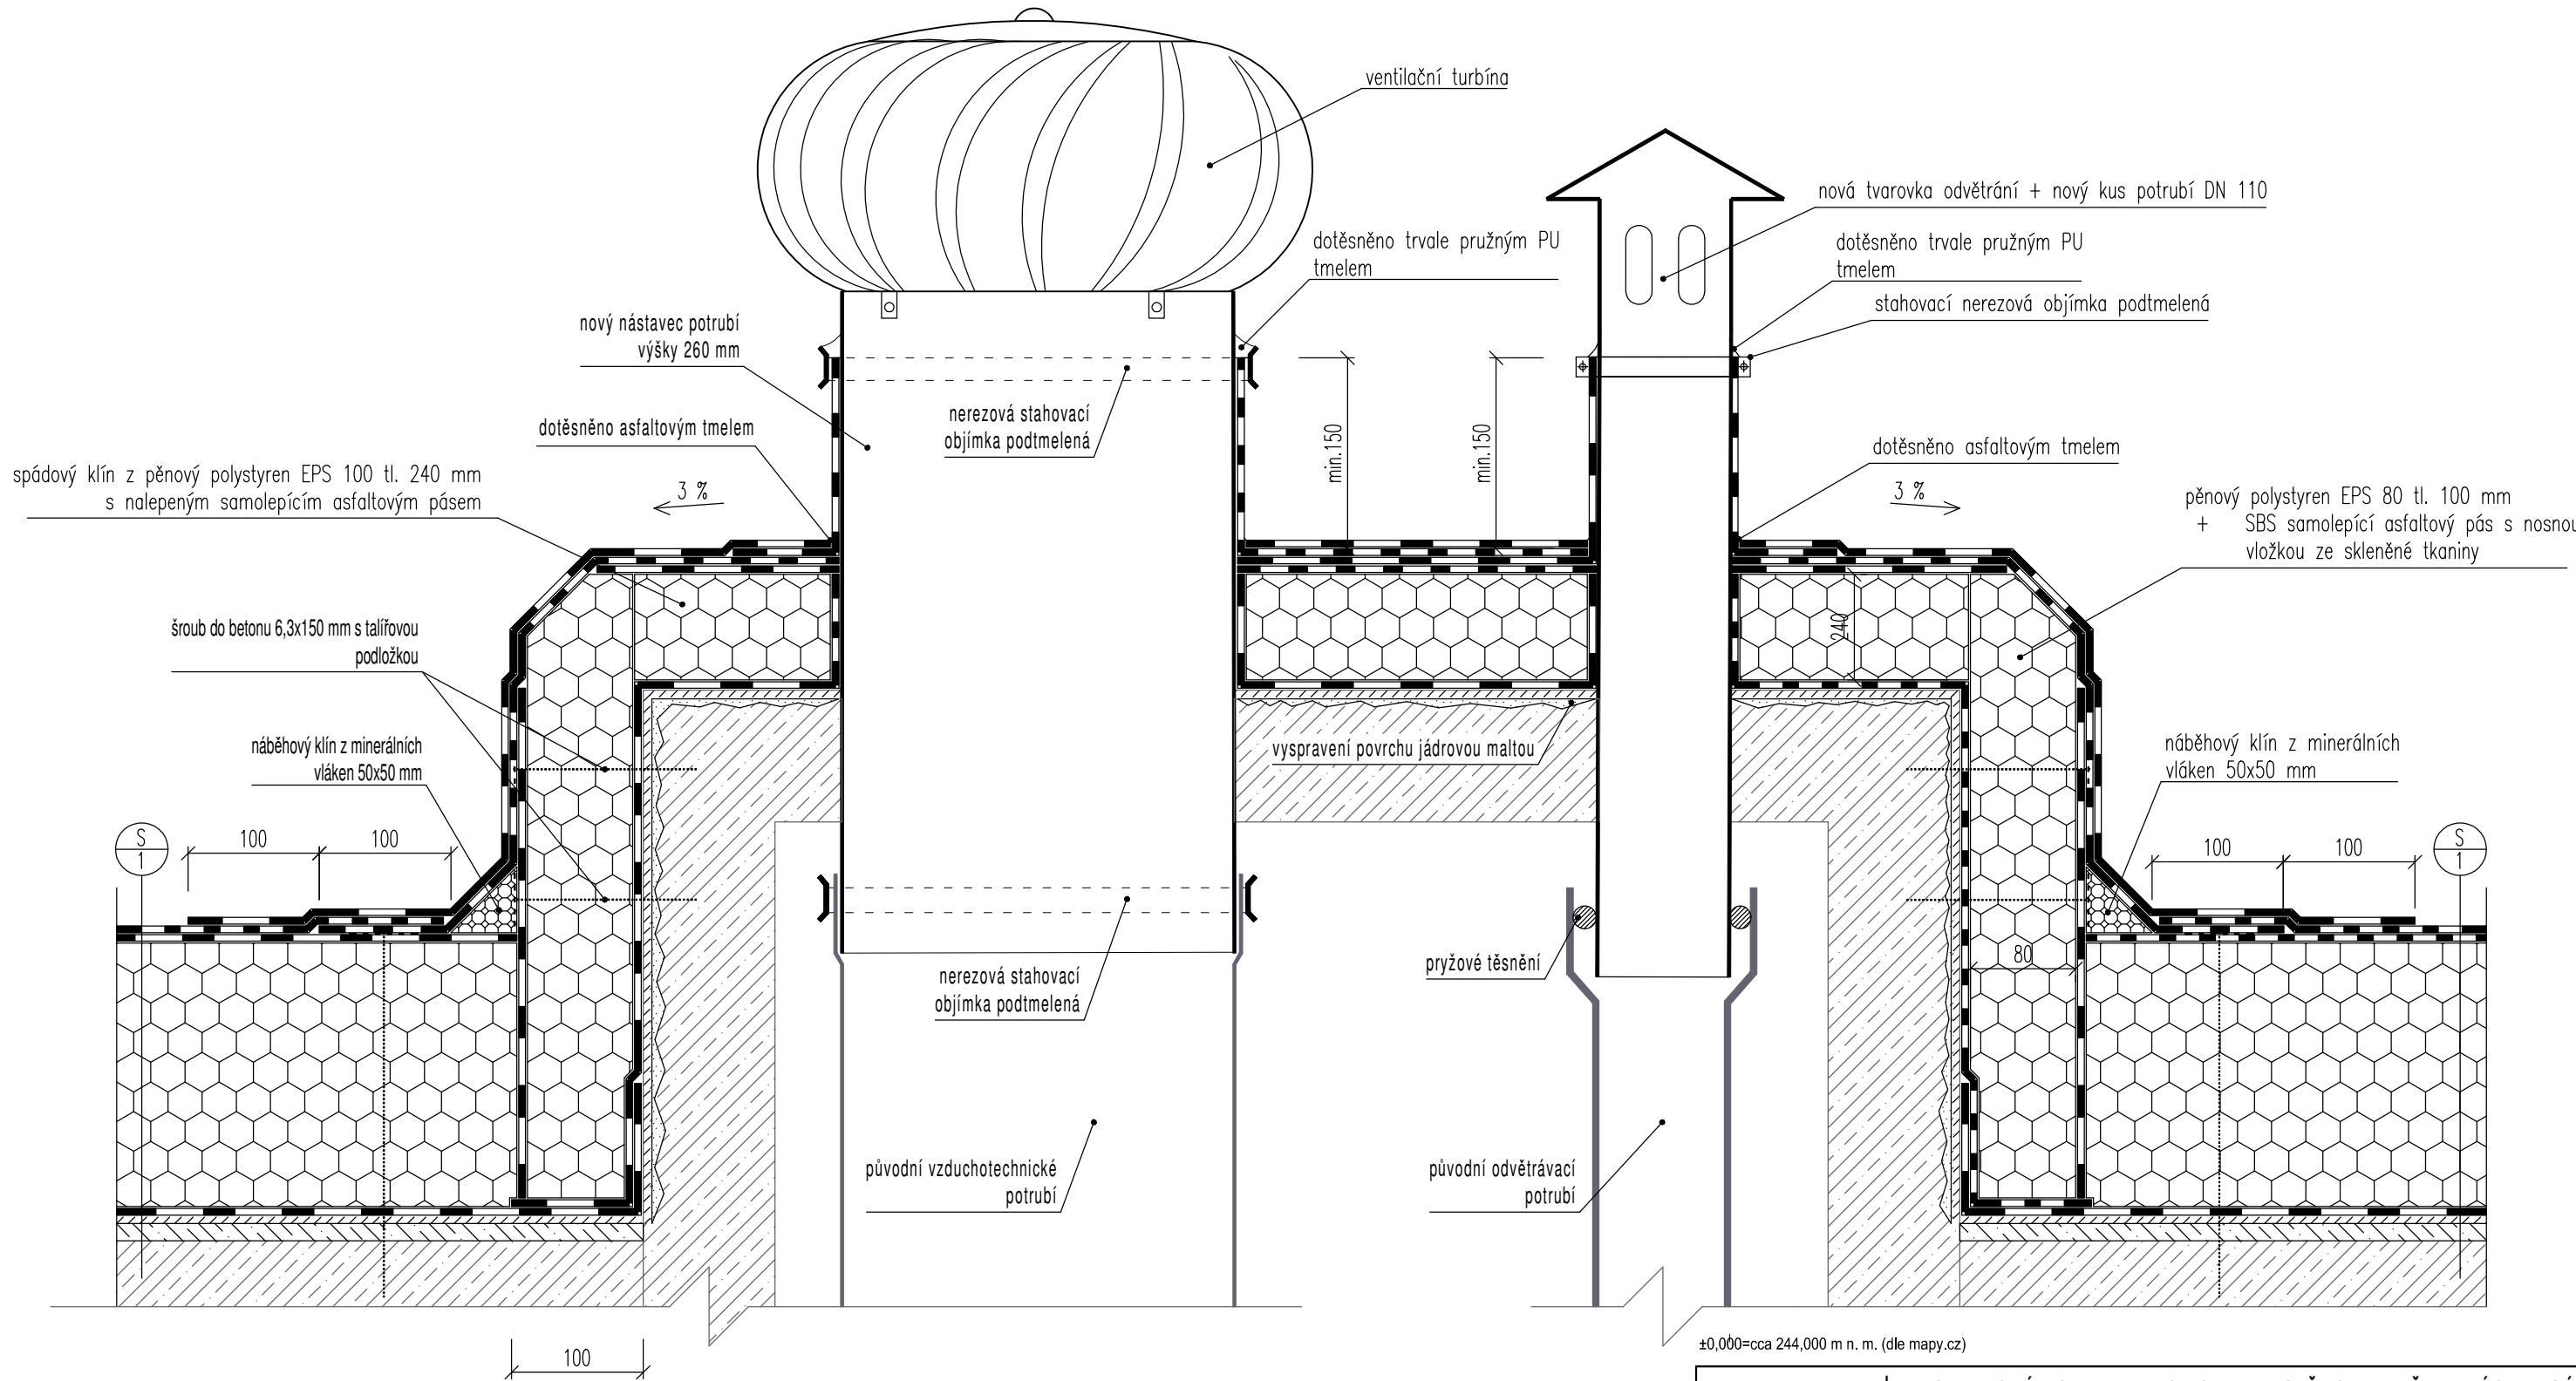 ventilační turbína
nová tvarovka odvětrání + nový kus potrubí DN 110
dotěsněno trvale pružným PU
tmelem
dotěsněno trvale pružným PU
tmelem
stahovací nerezová objímka podtmelená
nový nástavec potrubí
výšky 260 mm
nerezová stahovací
objímka podtmelená
min.150
min.150
dotěsněno asfaltovým tmelem
dotěsněno asfaltovým tmelem
spádový klín z pěnový polystyren EPS 100 tl. 240 mm
s nalepeným samolepícím asfaltovým pásem
3 %
3 %
pěnový polystyren EPS 80 tl. 100 mm
+ SBS samolepící asfaltový pás s nosnou
vložkou ze skleněné tkaniny
240
šroub do betonu 6,3x150 mm s talířovou
podložkou
náběhový klín z minerálních
vláken 50x50 mm
vyspravení povrchu jádrovou maltou
náběhový klín z minerálních
vláken 50x50 mm
S
1
100
100
100
100
S
1
80
nerezová stahovací
objímka podtmelená
pryžové těsnění
původní vzduchotechnické
potrubí
původní odvětrávací
potrubí
100
±0,000=cca 244,000 m n. m. (dle mapy.cz)